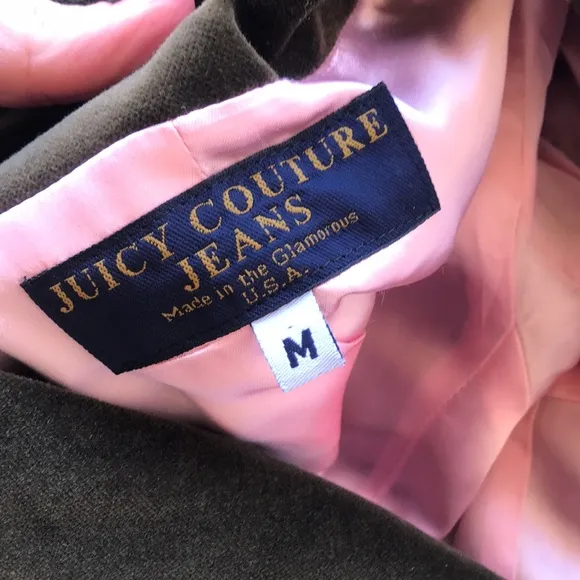 JUICY COUTURE
JEANS
Made in the Glamorous
U.S.A.
M